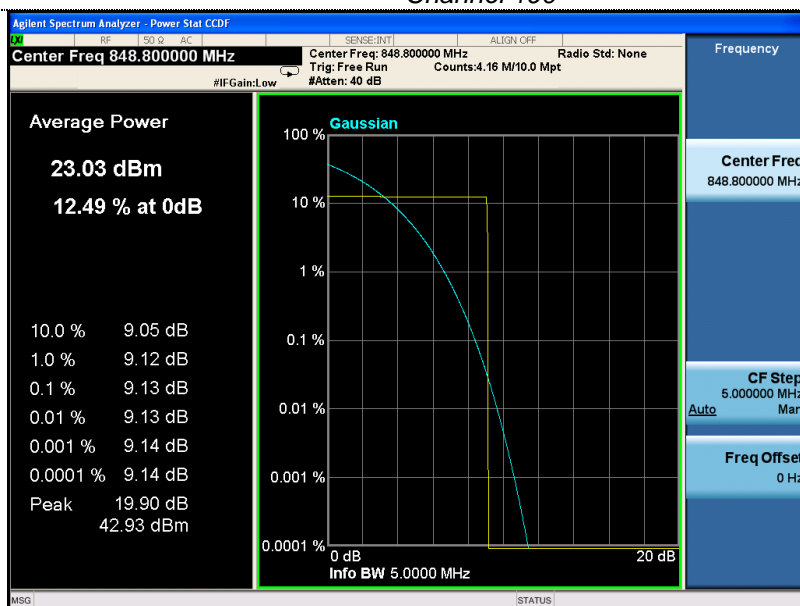 Agilent Spectrum Analyzer - Power Stat CCDF
LXI RF 50 Ω AC SENSE:INT ALIGN OFF
Center Freq 848.800000 MHz
#IFGain:Low
Center Freq: 848.800000 MHz Radio Std: None
Trig: Free Run Counts:4.16 M/10.0 Mpt
#Atten: 40 dB
Average Power
23.03 dBm
12.49 % at 0dB
10.0 % 9.05 dB
1.0 % 9.12 dB
0.1 % 9.13 dB
0.01 % 9.13 dB
0.001 % 9.14 dB
0.0001 % 9.14 dB
Peak 19.90 dB
42.93 dBm
Gaussian
100 %
10 %
1 %
0.1 %
0.01 %
0.001 %
0.0001 %
0 dB 20 dB
Info BW 5.0000 MHz
Frequency
Center Freq
848.800000 MHz
CF Step
5.000000 MHz
Auto Man
Freq Offset
0 Hz
MSG STATUS